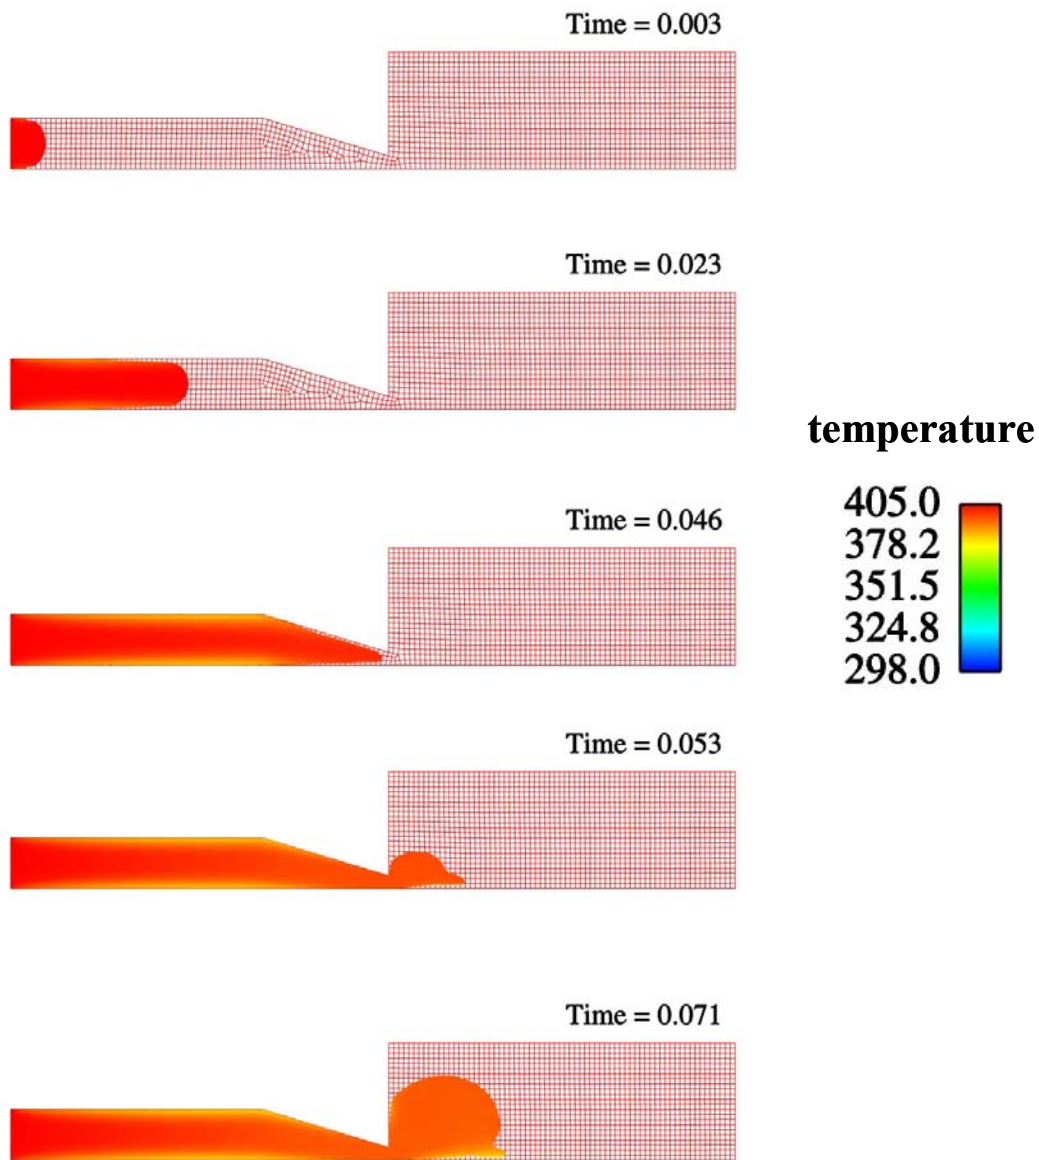 Time = 0.003
Time = 0.023
temperature
405.0
378.2
351.5
324.8
298.0
Time = 0.046
Time = 0.053
Time = 0.071